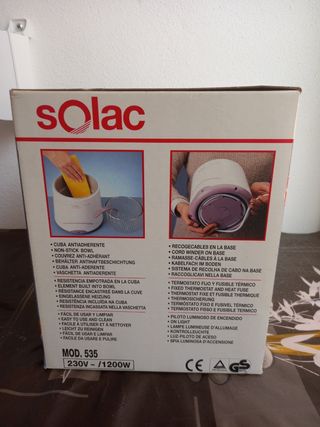 solac
• CUBA ANTIADHERENTE
• NON-STICK BOWL
• COUVREZ ANTI-ADHÉRANT
• BEHÄLTER ANTIHAFTBESCHICHTUNG
• CUBA ANTI-ADERENTE
• VASCHETTA ANTIADERENTE
• RESISTENCIA EMPOTRADA EN LA CUBA
• ELEMENT BUILT INTO BOWL
• RÉSISTANCE ENCASTRÉE DANS LA CUVE
• EINGELASSENE HEIZUNG
• RESISTENCIA INCLUIDA NA CUBA
• RESISTENZA INCASSATA NELLA VASCHETTA
• FÁCIL DE USAR Y LIMPIAR
• EASY TO USE AND CLEAN
• FACILE A UTILISER ET À NETTOYER
• LEICHT ZU REINIGEN
• FÁCIL DE USAR E LIMPAR
• FACILE DA USARE E PULIRE
MOD. 535
230V - /1200W
• RECOGECABLES EN LA BASE
• CORD WINDER ON BASE
• RAMASSE-CÂBLES À LA BASE
• KABELFACH IM BODEN
• SISTEMA DE RECOLHA DE CABO NA BASE
• RACCOGLICAVI NELLA BASE
• TERMOSTATO FIJO Y FUSIBLE TÉRMICO
• FIXED THERMOSTAT AND HEAT FUSE
• THERMOSTAT FIXE ET FUSIBLE THERMIQUE
• THERMOSICHERUNG
• TERMOSTATO FIXO E FUSIVEL TERMICO
• TERMOSTATO FISSO E FUSIBILE TERMICO
• PILOTO LUMINOSO DE ENCENDIDO
• ON LIGHT
• LAMPE LUMINEUSE D'ALLUMAGE
• KONTROLLEUCHTE
• LUZ-PILOTO DE ACESO
• SPIA LUMINOSA D'ACCENSIONE
CE GS